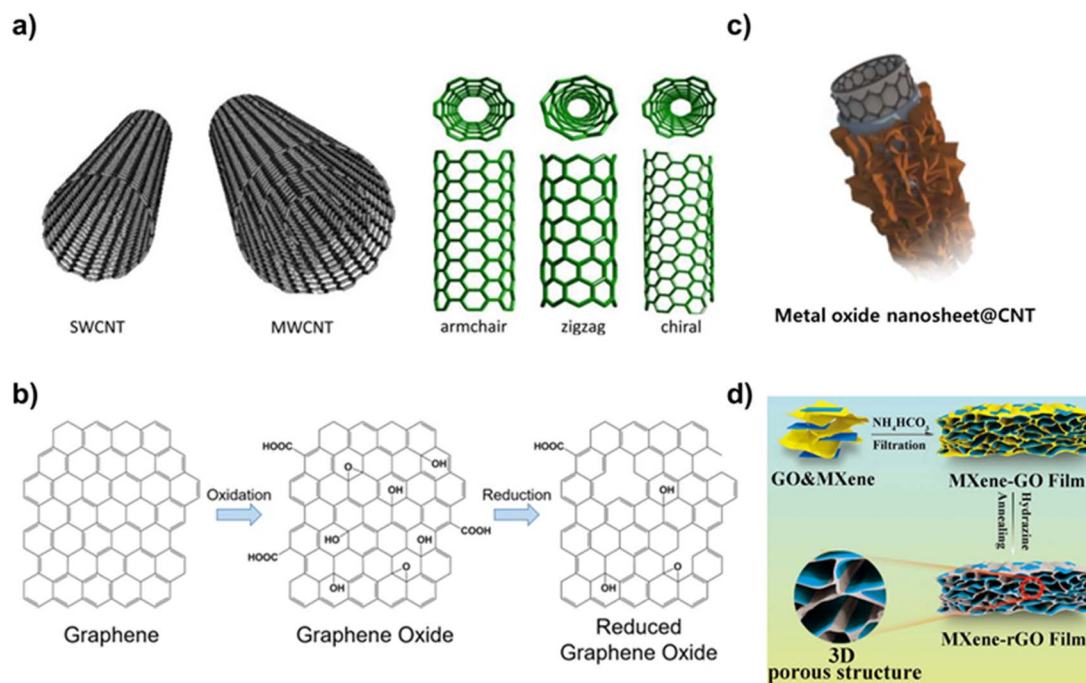 a)
SWCNT
MWCNT
armchair
zigzag
chiral
c)
Metal oxide nanosheet@CNT
b)
Graphene
Oxidation
HOOC
O
OH
OH
HO
OH
COOH
HOOC
O
OH
Graphene Oxide
Reduction
HOOC
OH
O
OH
Reduced
Graphene Oxide
d)
GO&MXene
NH4HCO3
Filtration
MXene-GO Film
Hydrazine
Annealing
3D
porous structure
MXene-rGO Film